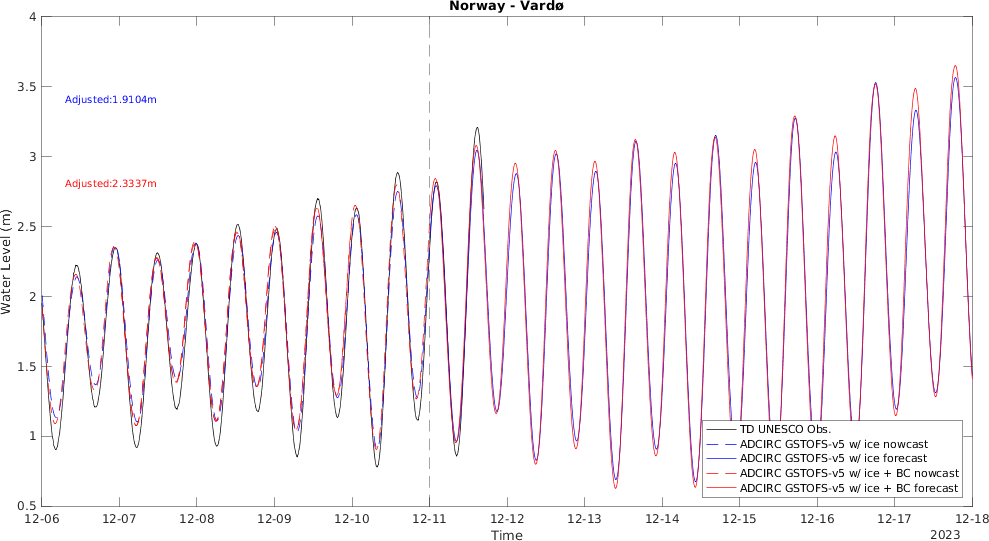 Norway - Vardø
4
3.5
3
2.5
2
1.5
1
0.5
Water Level (m)
Adjusted:1.9104m
Adjusted:2.3337m
TD UNESCO Obs.
ADCIRC GSTOFS-v5 w/ ice nowcast
ADCIRC GSTOFS-v5 w/ ice forecast
ADCIRC GSTOFS-v5 w/ ice + BC nowcast
ADCIRC GSTOFS-v5 w/ ice + BC forecast
12-06 12-07 12-08 12-09 12-10 12-11 12-12 12-13 12-14 12-15 12-16 12-17 12-18
Time
2023